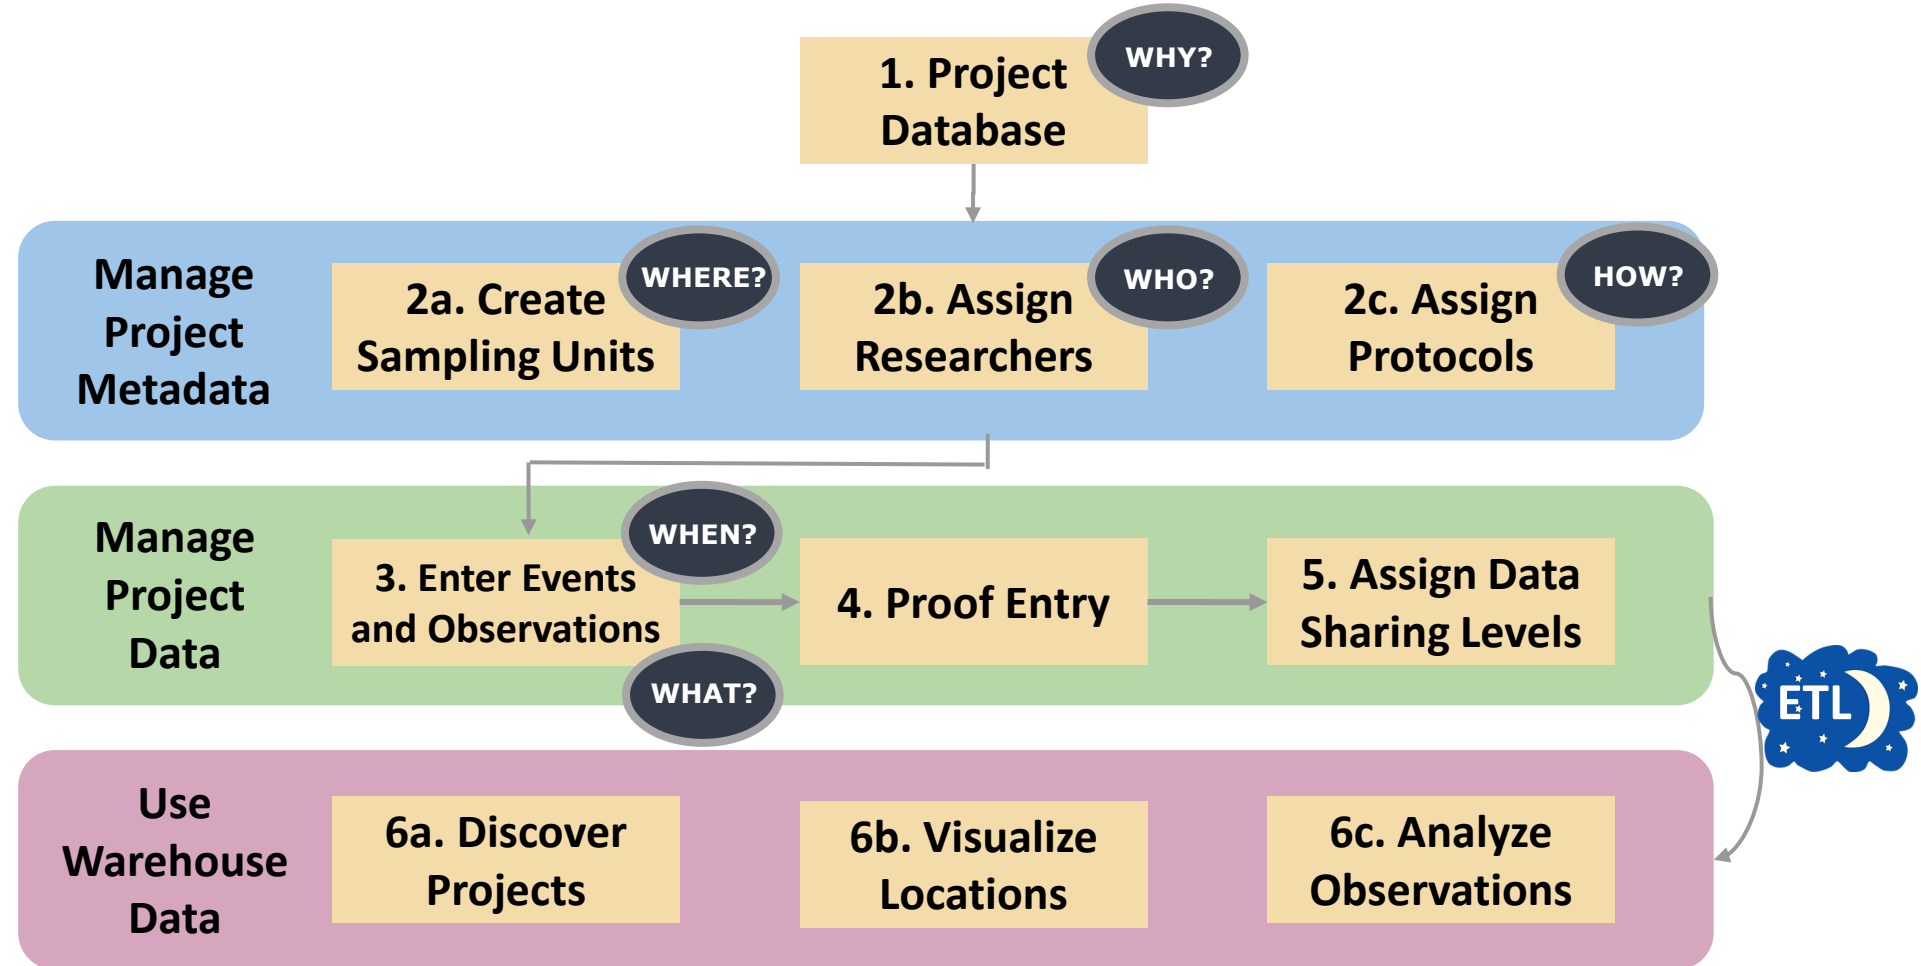 1. Project
Database
WHY?
Manage
Project
Metadata
2a. Create
Sampling Units
WHERE?
2b. Assign
Researchers
WHO?
2c. Assign
Protocols
HOW?
Manage
Project
Data
3. Enter Events
and Observations
WHEN?
WHAT?
4. Proof Entry
5. Assign Data
Sharing Levels
ETL
Use
Warehouse
Data
6a. Discover
Projects
6b. Visualize
Locations
6c. Analyze
Observations